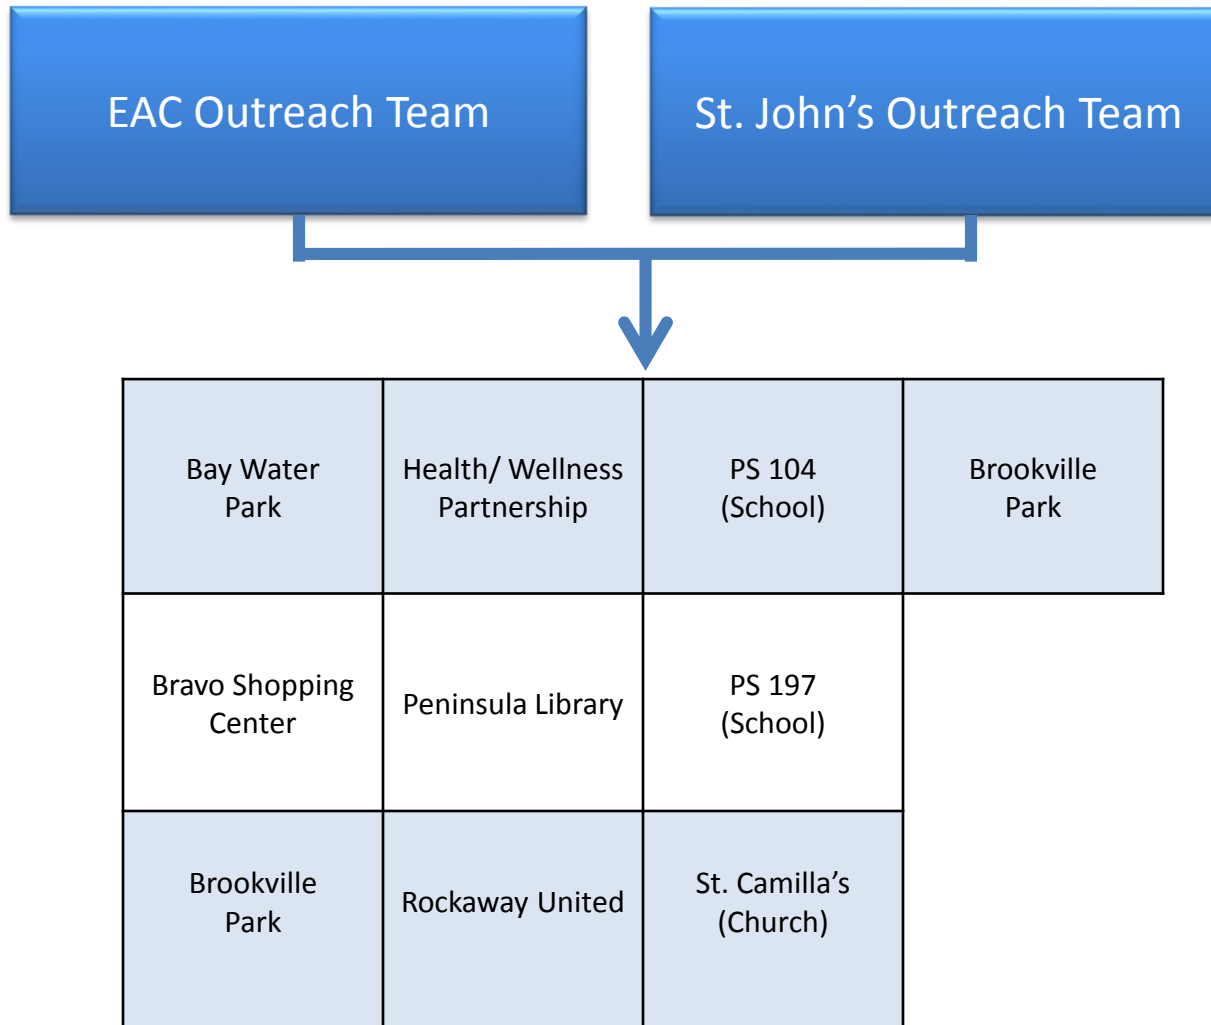 EAC Outreach Team
St. John’s Outreach Team
Bay Water
Park
Health/ Wellness
Partnership
PS 104
(School)
Brookville
Park
Bravo Shopping
Center
Peninsula Library
PS 197
(School)
Brookville
Park
Rockaway United
St. Camilla’s
(Church)